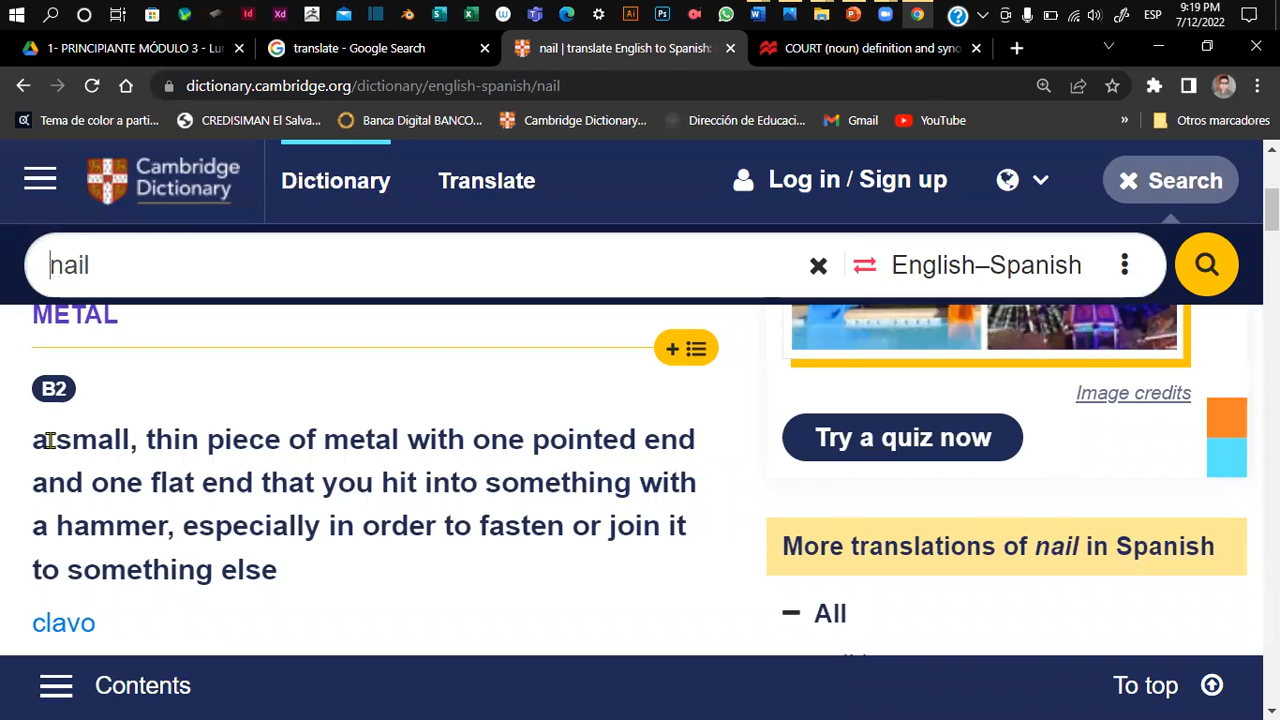 9:19 PM
ESP
7/12/2022
1- PRINCIPIANTE MÓDULO 3 - Lu
translate - Google Search
nail | translate English to Spanish:
COURT (noun) definition and syno
dictionary.cambridge.org/dictionary/english-spanish/nail
Tema de color a parti...
CREDISIMAN El Salva...
Banca Digital BANCO...
Cambridge Dictionary...
Dirección de Educaci...
Gmail
YouTube
»
Otros marcadores
Cambridge
Dictionary
Dictionary
Translate
Log in / Sign up
Search
nail
English–Spanish
METAL
B2
a small, thin piece of metal with one pointed end
and one flat end that you hit into something with
a hammer, especially in order to fasten or join it
to something else
clavo
Image credits
Try a quiz now
More translations of nail in Spanish
All
Contents
To top